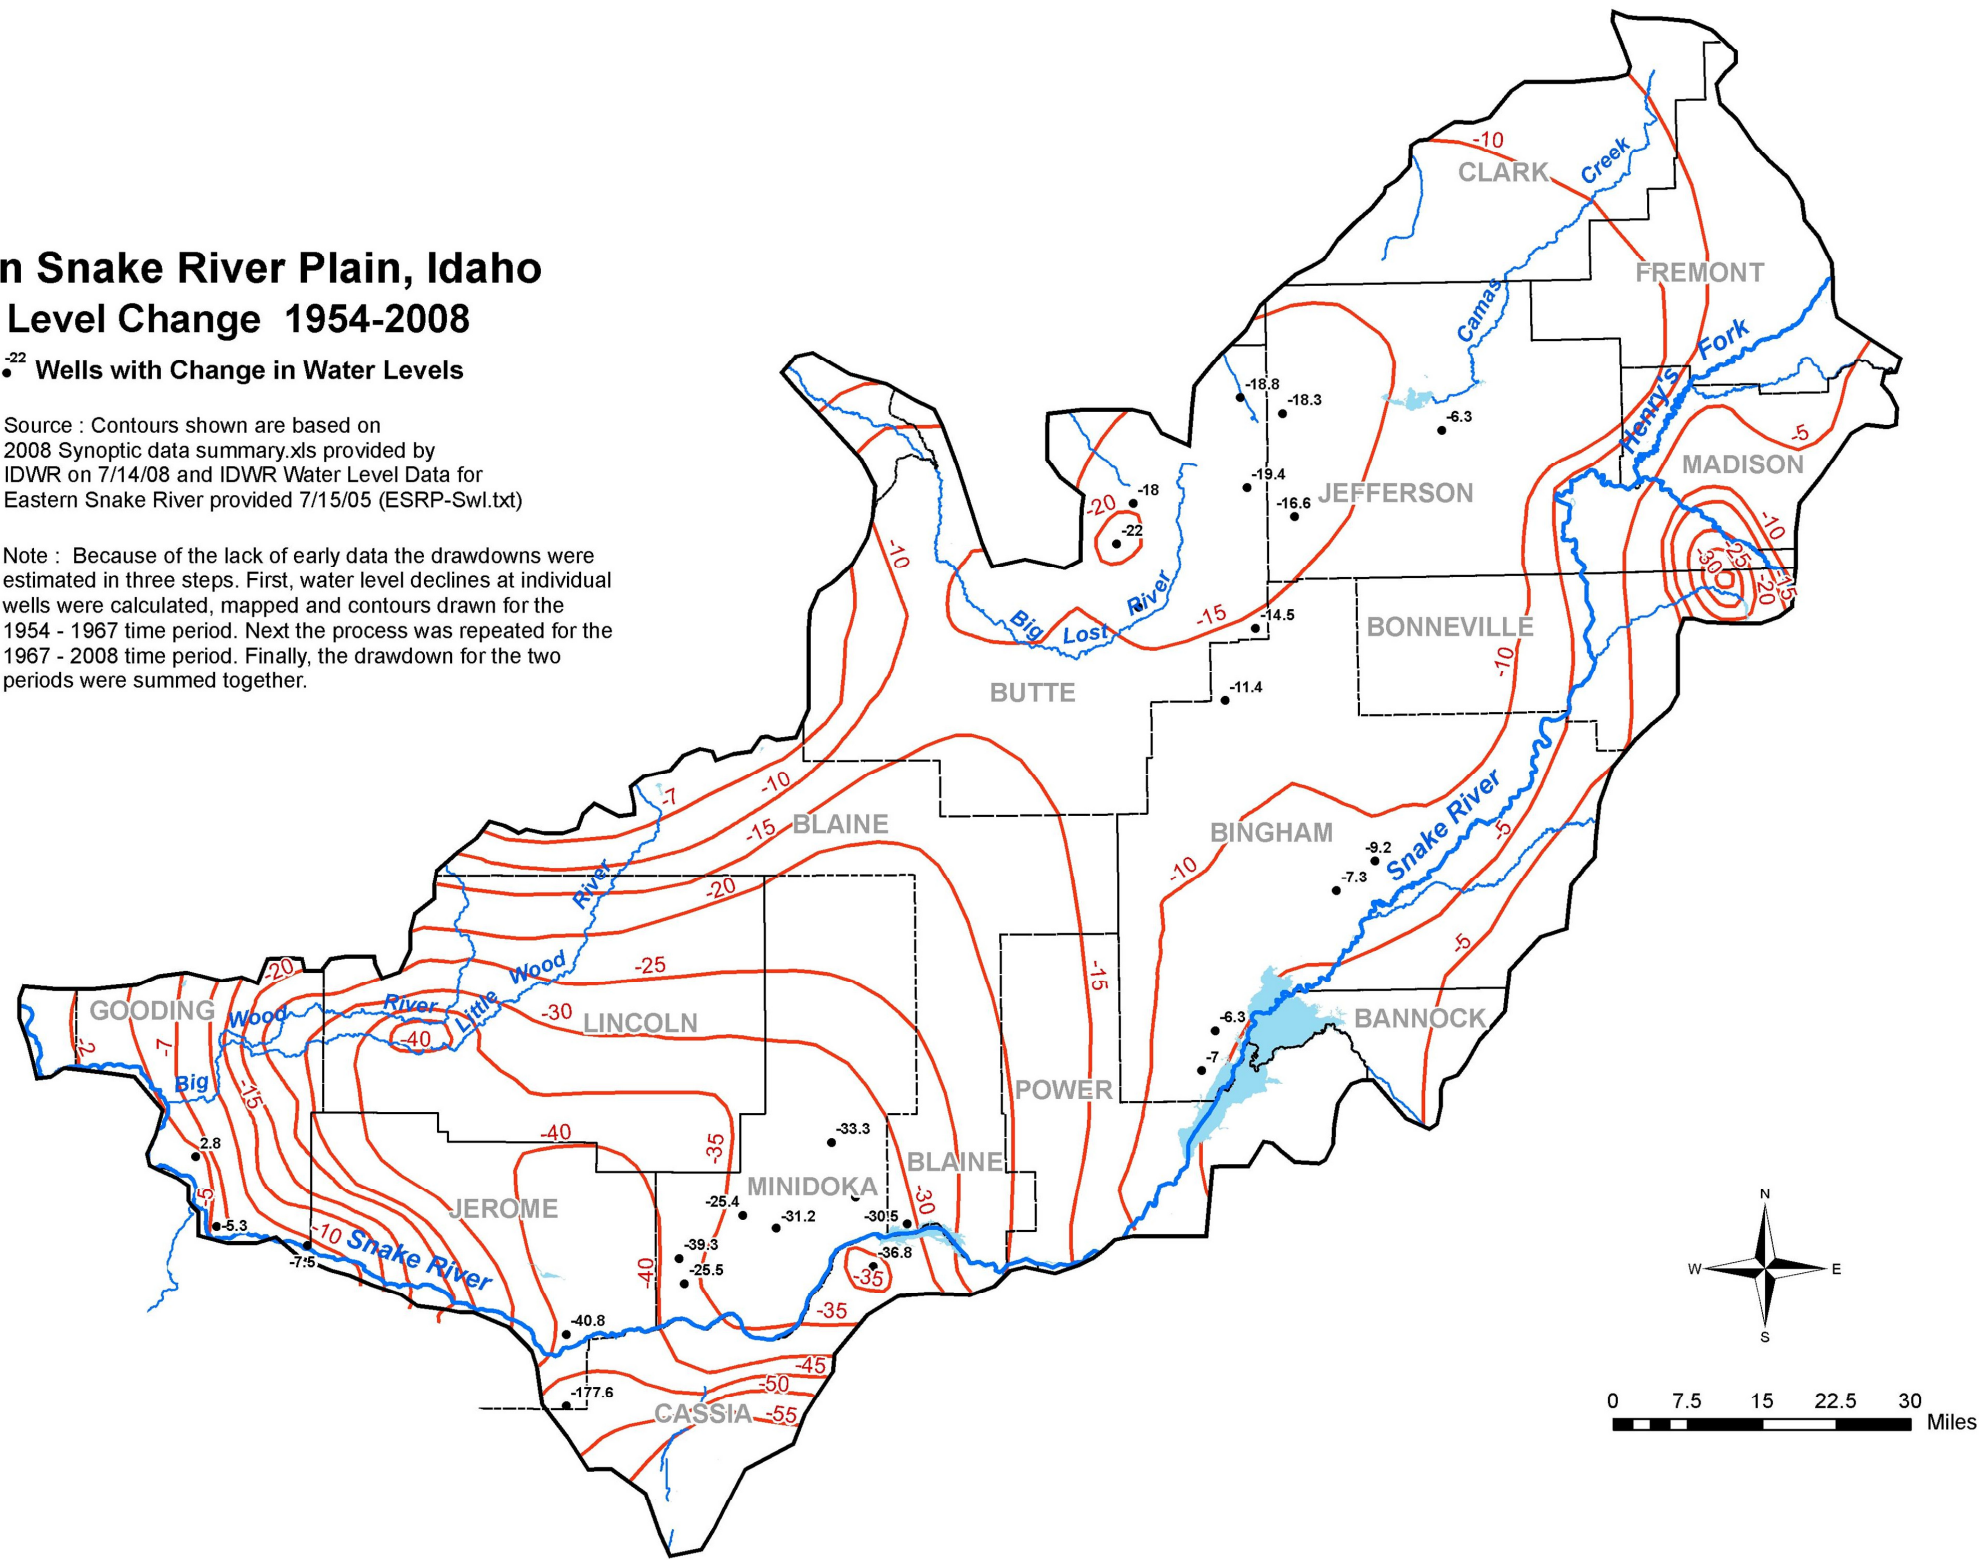 n Snake River Plain, Idaho
Level Change 1954-2008
-22 Wells with Change in Water Levels
Source : Contours shown are based on
2008 Synoptic data summary.xls provided by
IDWR on 7/14/08 and IDWR Water Level Data for
Eastern Snake River provided 7/15/05 (ESRP-Swl.txt)
Note : Because of the lack of early data the drawdowns were
estimated in three steps. First, water level declines at individual
wells were calculated, mapped and contours drawn for the
1954 - 1967 time period. Next the process was repeated for the
1967 - 2008 time period. Finally, the drawdown for the two
periods were summed together.
-10
CLARK
Creek
Camas
FREMONT
Henry's
Fork
-18.8
-18.3
-6.3
-5
MADISON
-19.4
-16.6
JEFFERSON
-18
-20
-22
-10
-10
-25
-30
-20
-15
Big
Lost
River
-15
-14.5
BONNEVILLE
-10
BUTTE
-11.4
-7
-10
-15
BLAINE
BINGHAM
Snake River
-5
-9.2
-7.3
-10
-20
River
-5
-25
Wood
Little
-15
-20
GOODING
Wood
River
-30
LINCOLN
-40
-2
-7
Big
-15
-6.3
-7
BANNOCK
POWER
2.8
-40
-35
-33.3
BLAINE
MINIDOKA
-5
-5.3
JEROME
-25.4
-31.2
-30.5
-30
-10
Snake River
-7.5
-39.3
-25.5
-40
-36.8
-35
-35
-40.8
-45
-50
-177.6
CASSIA
-55
N
W
E
S
0 7.5 15 22.5 30
Miles